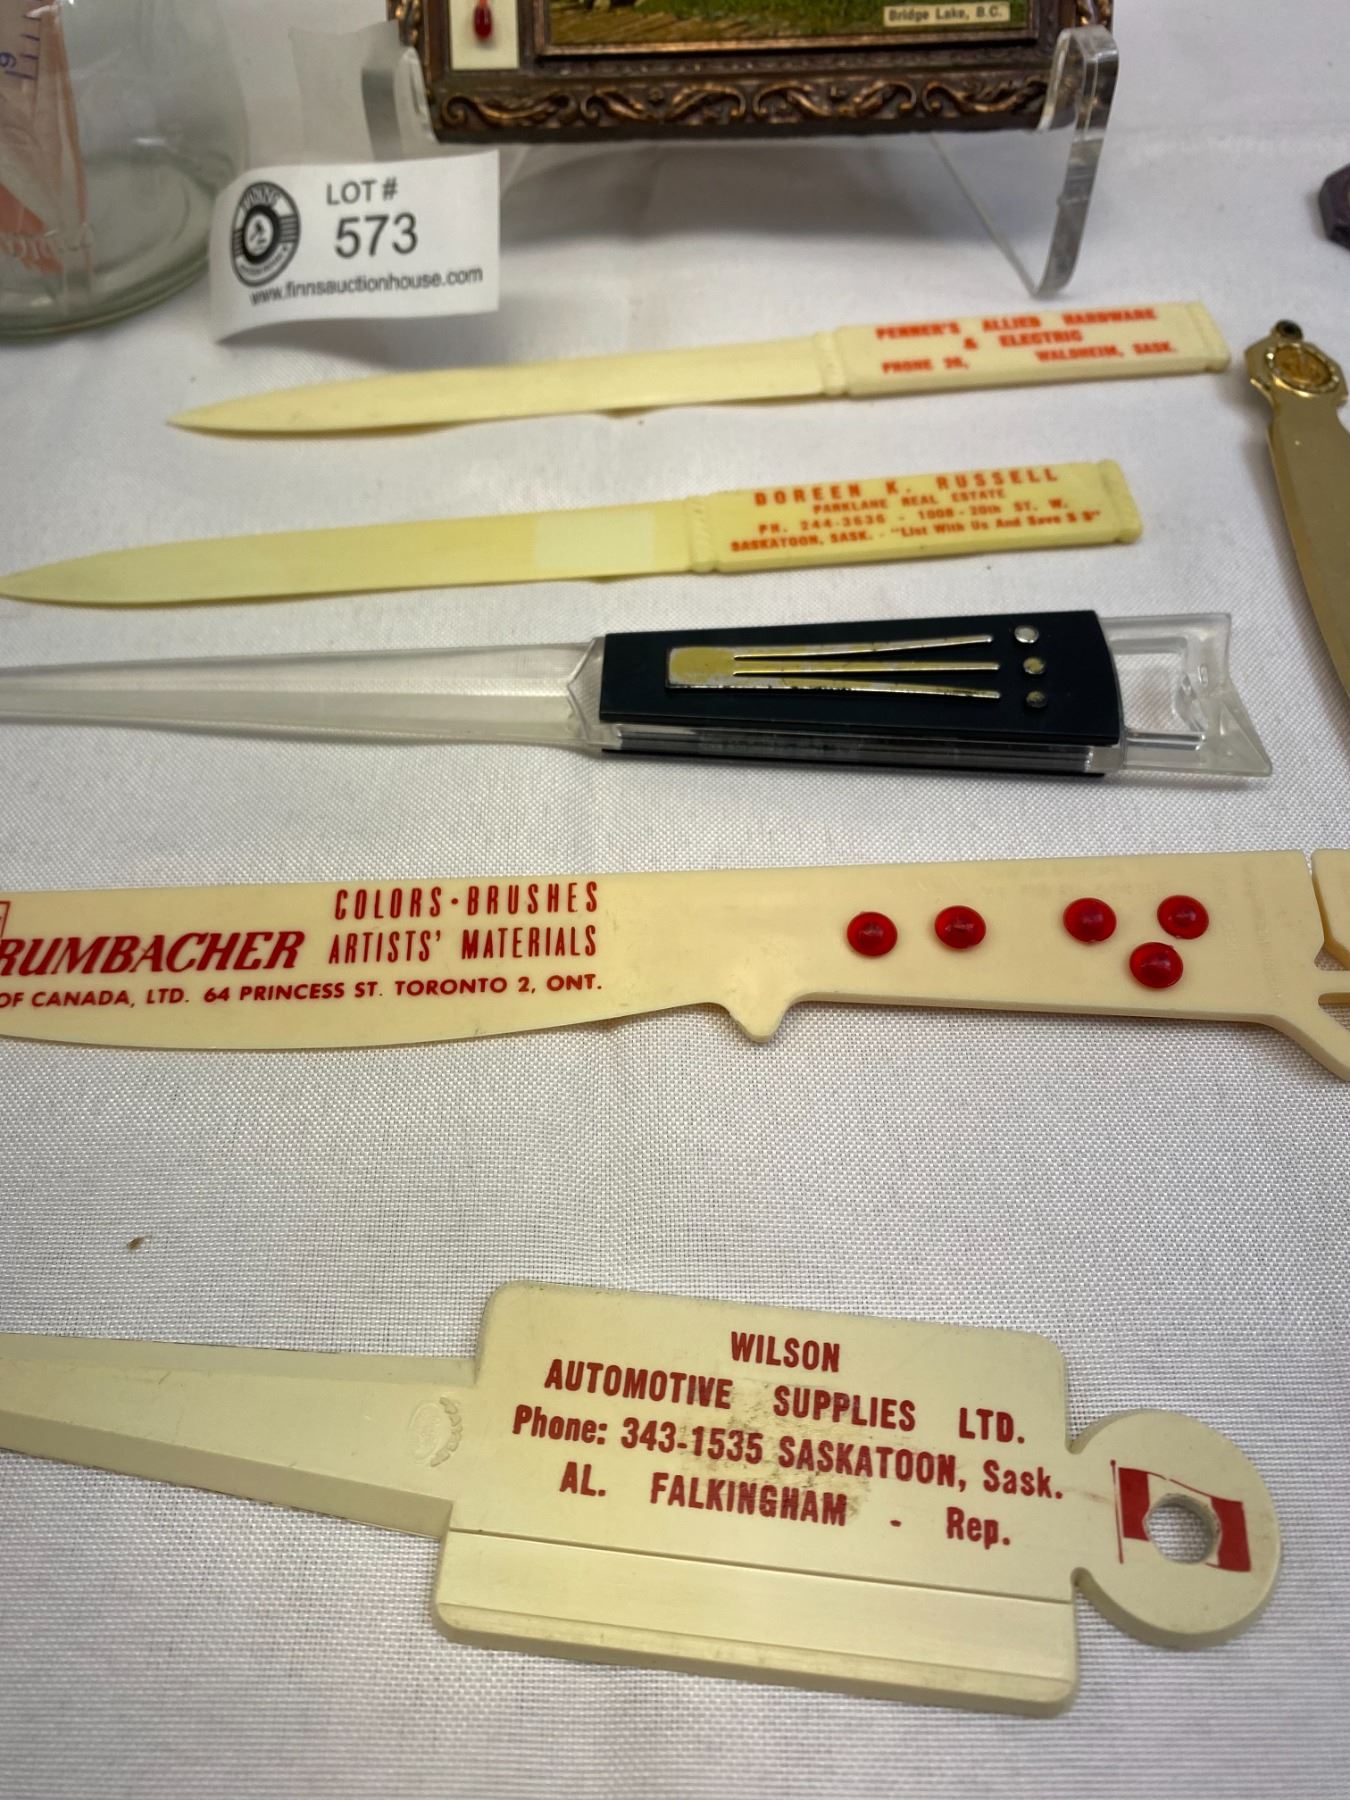 Bridge Lake, B.C.
9
LOT #
573
www.finnsauctionhouse.com
PENNER'S ALLIED HARDWARE
& ELECTRIC
PHONE 26, WALDHEIM, SASK.
DOREEN K. RUSSELL
PARKLANE REAL ESTATE
PH. 244-3636 - 1008 - 20th ST. W.
SASKATOON, SASK. - "List With Us And Save $ $"
COLORS · BRUSHES
RUMBACHER ARTISTS' MATERIALS
OF CANADA, LTD. 64 PRINCESS ST. TORONTO 2, ONT.
WILSON
AUTOMOTIVE SUPPLIES LTD.
Phone: 343-1535 SASKATOON, Sask.
AL. FALKINGHAM - Rep.